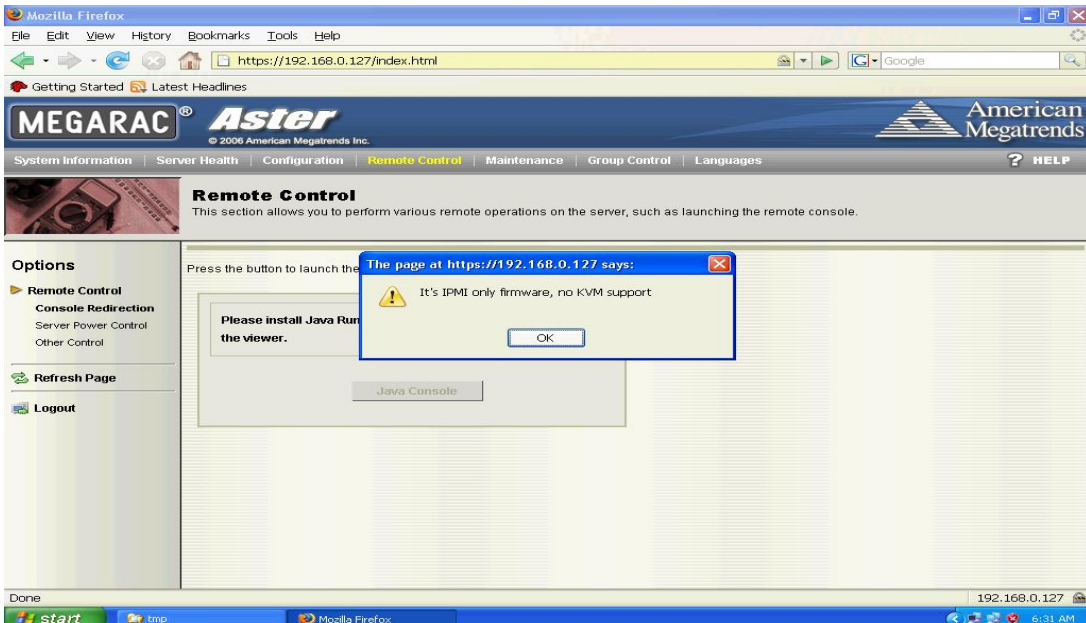 Mozilla Firefox
File Edit View History Bookmarks Tools Help
https://192.168.0.127/index.html
G Google
Getting Started Latest Headlines
MEGARAC® Aster
© 2006 American Megatrends Inc.
American
Megatrends
System Information | Server Health | Configuration | Remote Control | Maintenance | Group Control | Languages
? HELP
Remote Control
This section allows you to perform various remote operations on the server, such as launching the remote console.
Options
Remote Control
Console Redirection
Server Power Control
Other Control
Refresh Page
Logout
Press the button to launch the
Please install Java Run
the viewer.
Java Console
The page at https://192.168.0.127 says:
It's IPMI only firmware, no KVM support
OK
Done
192.168.0.127
start
tmp
Mozilla Firefox
6:31 AM